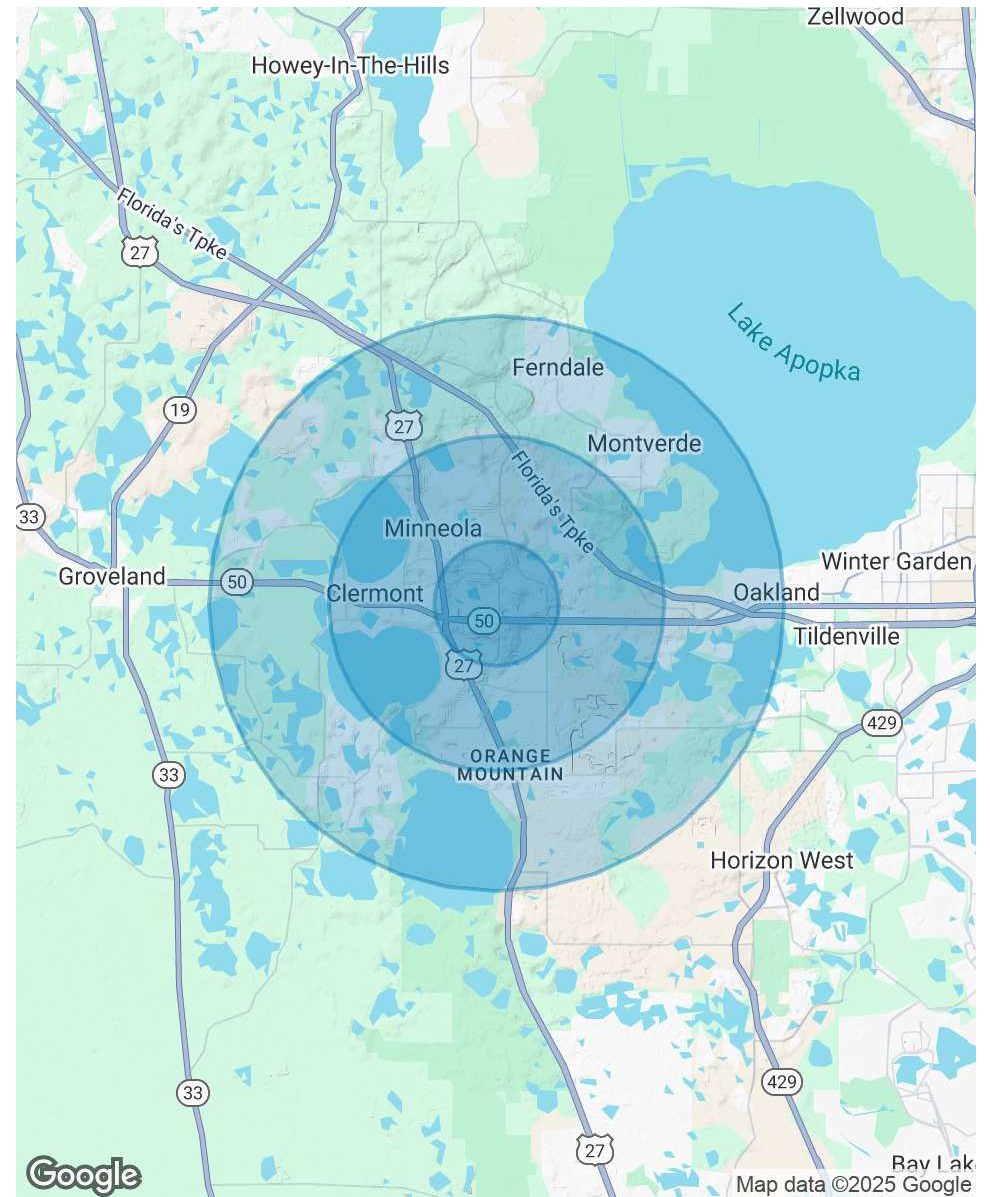 Zellwood
Howey-In-The-Hills
Florida's Tpke
27
Lake Apopka
Ferndale
19
27
Montverde
Florida's Tpke
33
Minneola
Winter Garden
Groveland
50
Clermont
Oakland
50
Tildenville
27
429
ORANGE
MOUNTAIN
33
Horizon West
429
33
27
Bay Lak
Google
Map data ©2025 Google